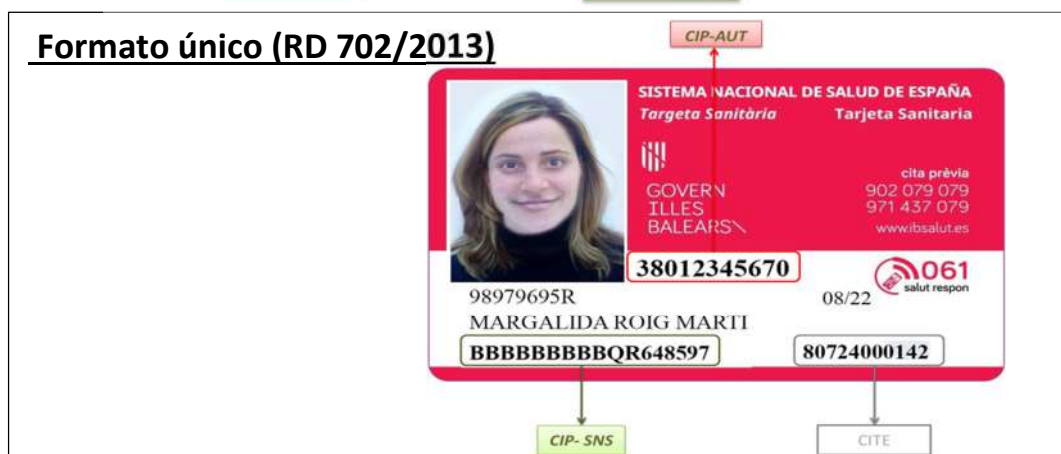 Formato único (RD 702/2013)
CIP-AUT
SISTEMA NACIONAL DE SALUD DE ESPAÑA
Targeta Sanitària Tarjeta Sanitaria
cita prèvia
GOVERN 902 079 079
ILLES 971 437 079
BALEARS www.ibsalut.es
38012345670
061
salut respon
98979695R 08/22
MARGALIDA ROIG MARTI
BBBBBBBBBQR648597 80724000142
CIP- SNS CITE